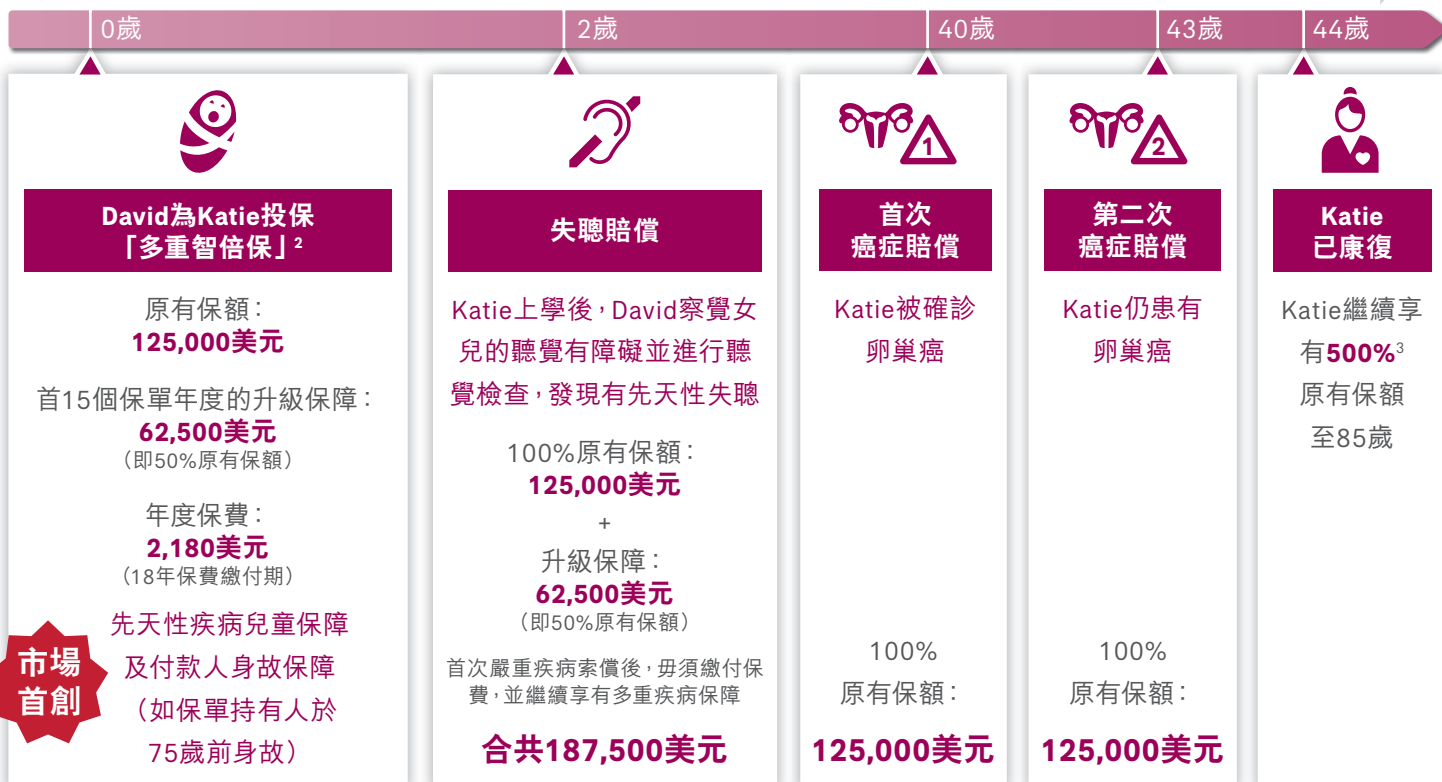 0歲
2歲
40歲
43歲
44歲
David為Katie投保
「多重智倍保」2
原有保額：
125,000美元
首15個保單年度的升級保障：
62,500美元
（即50%原有保額）
年度保費：
2,180美元
（18年保費繳付期）
市場
首創
先天性疾病兒童保障
及付款人身故保障
（如保單持有人於
75歲前身故）
失聰賠償
Katie上學後，David察覺女
兒的聽覺有障礙並進行聽
覺檢查，發現有先天性失聰
100%原有保額：
125,000美元
+
升級保障：
62,500美元
（即50%原有保額）
首次嚴重疾病索償後，毋須繳付保
費，並繼續享有多重疾病保障
合共187,500美元
1
首次
癌症賠償
Katie被確診
卵巢癌
100%
原有保額：
125,000美元
2
第二次
癌症賠償
Katie仍患有
卵巢癌
100%
原有保額：
125,000美元
Katie
已康復
Katie繼續享
有500%3
原有保額
至85歲